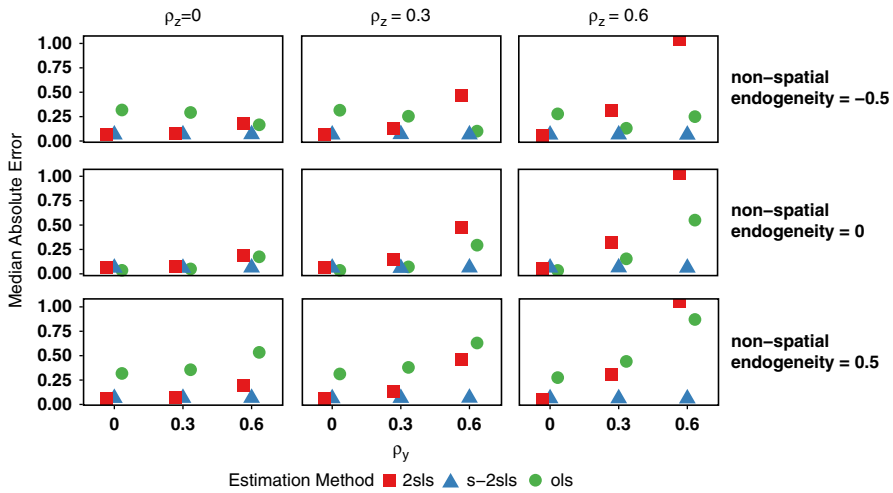 ρz=0
ρz = 0.3
ρz = 0.6
Median Absolute Error
1.00
0.75
0.50
0.25
0.00
non−spatial
endogeneity = −0.5
1.00
0.75
0.50
0.25
0.00
non−spatial
endogeneity = 0
1.00
0.75
0.50
0.25
0.00
non−spatial
endogeneity = 0.5
0 0.3 0.6
0 0.3 0.6
0 0.3 0.6
ρy
Estimation Method 2sls s−2sls ols